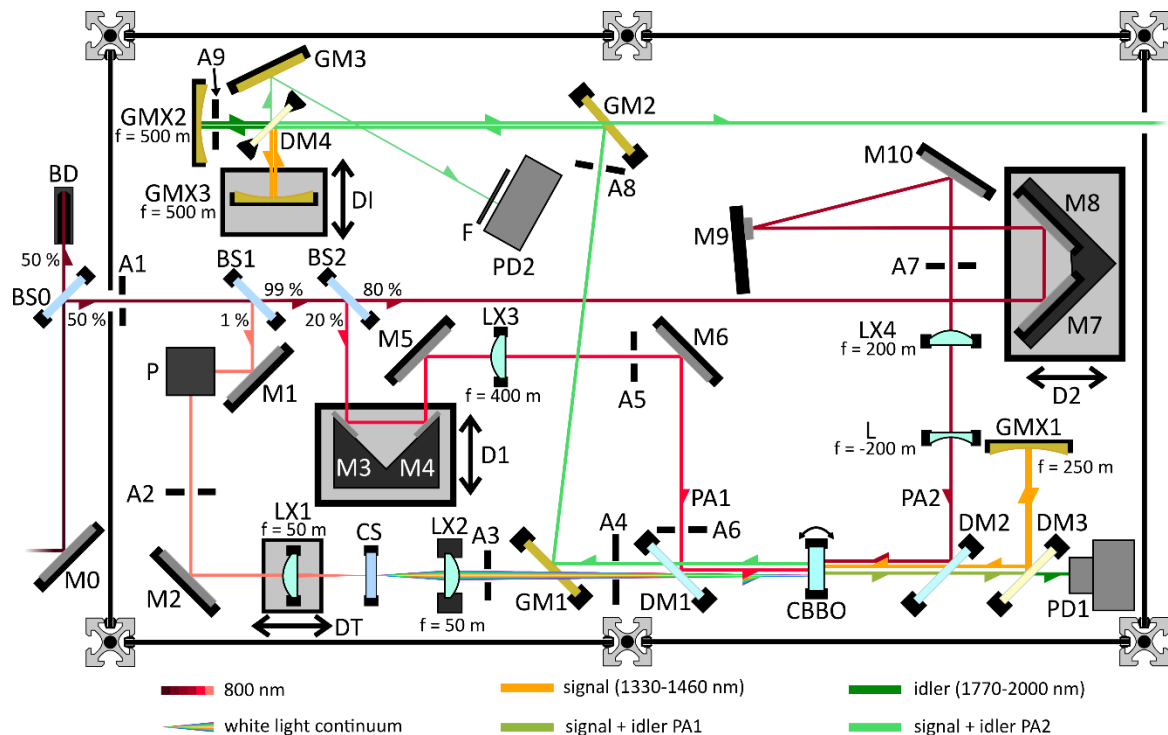 A9
GM3
GMX2
f = 500 m
DM4
GM2
BD
GMX3
f = 500 m
DI
A8
F
PD2
M10
M8
M9
50 %
A1
BS0
50 %
BS1
99 %
1 %
BS2
80 %
20 %
A7
M7
D2
P
M1
M5
LX3
f = 400 m
A5
M6
LX4
f = 200 m
M3
M4
D1
L
f = -200 m
GMX1
f = 250 m
A2
PA1
PA2
LX1
f = 50 m
CS
LX2
f = 50 m
A3
A4
A6
DM2
DM3
M0
M2
DT
GM1
DM1
CBBO
PD1
800 nm
signal (1330-1460 nm)
idler (1770-2000 nm)
white light continuum
signal + idler PA1
signal + idler PA2